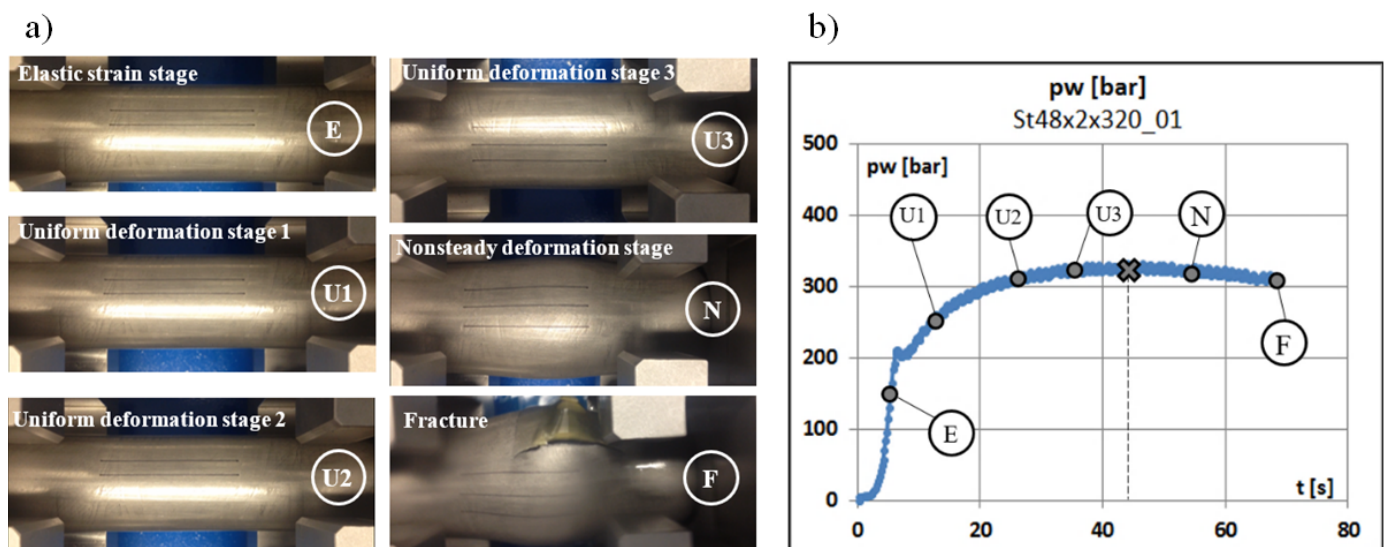 a)
Elastic strain stage
E
Uniform deformation stage 1
U1
Uniform deformation stage 2
U2
Uniform deformation stage 3
U3
Nonsteady deformation stage
N
Fracture
F
b)
pw [bar]
St48x2x320_01
500
pw [bar]
400
U1
U2
U3
N
300
F
200
E
100
0
t [s]
0
20
40
60
80